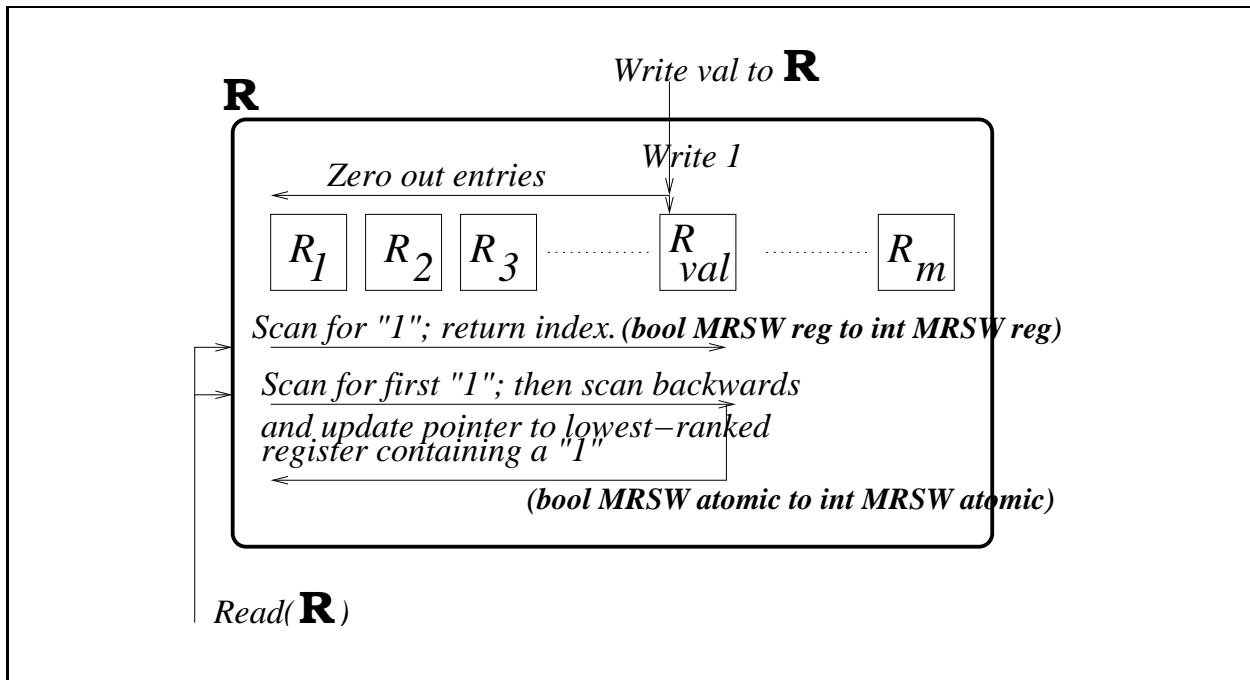 Write val to R
R
Write 1
Zero out entries
R1 R2 R3 Rval Rm
Scan for "1"; return index. (bool MRSW reg to int MRSW reg)
Scan for first "1"; then scan backwards
and update pointer to lowest−ranked
register containing a "1"
(bool MRSW atomic to int MRSW atomic)
Read( R )